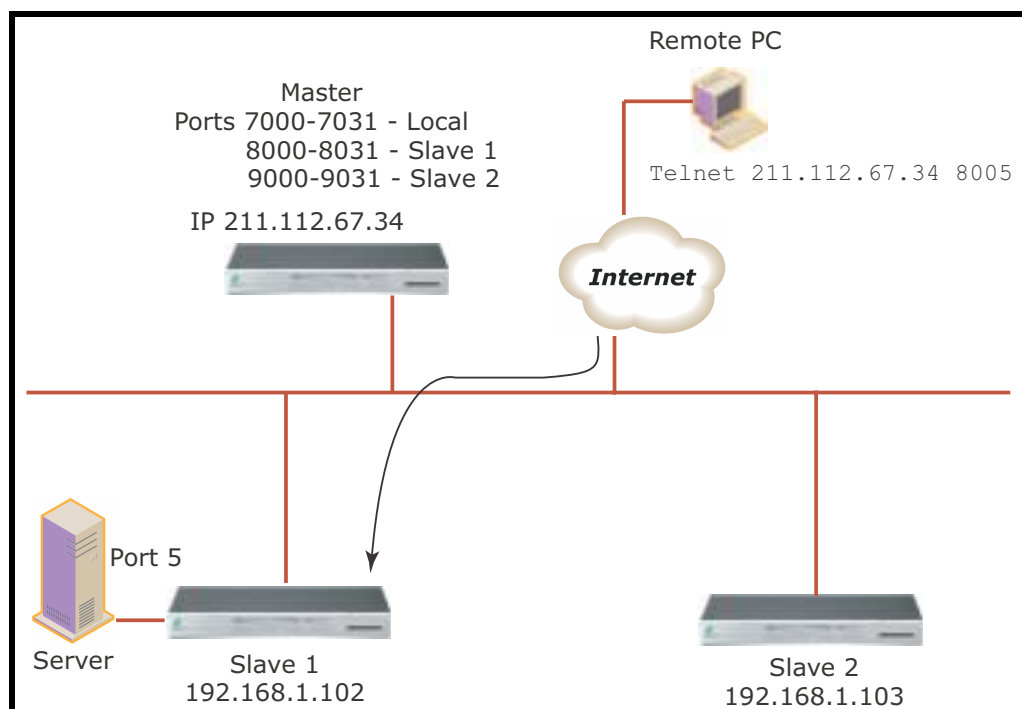 Remote PC
Master
Ports 7000-7031 - Local
8000-8031 - Slave 1
9000-9031 - Slave 2
IP 211.112.67.34
Telnet 211.112.67.34 8005
Internet
Port 5
Server
Slave 1
192.168.1.102
Slave 2
192.168.1.103